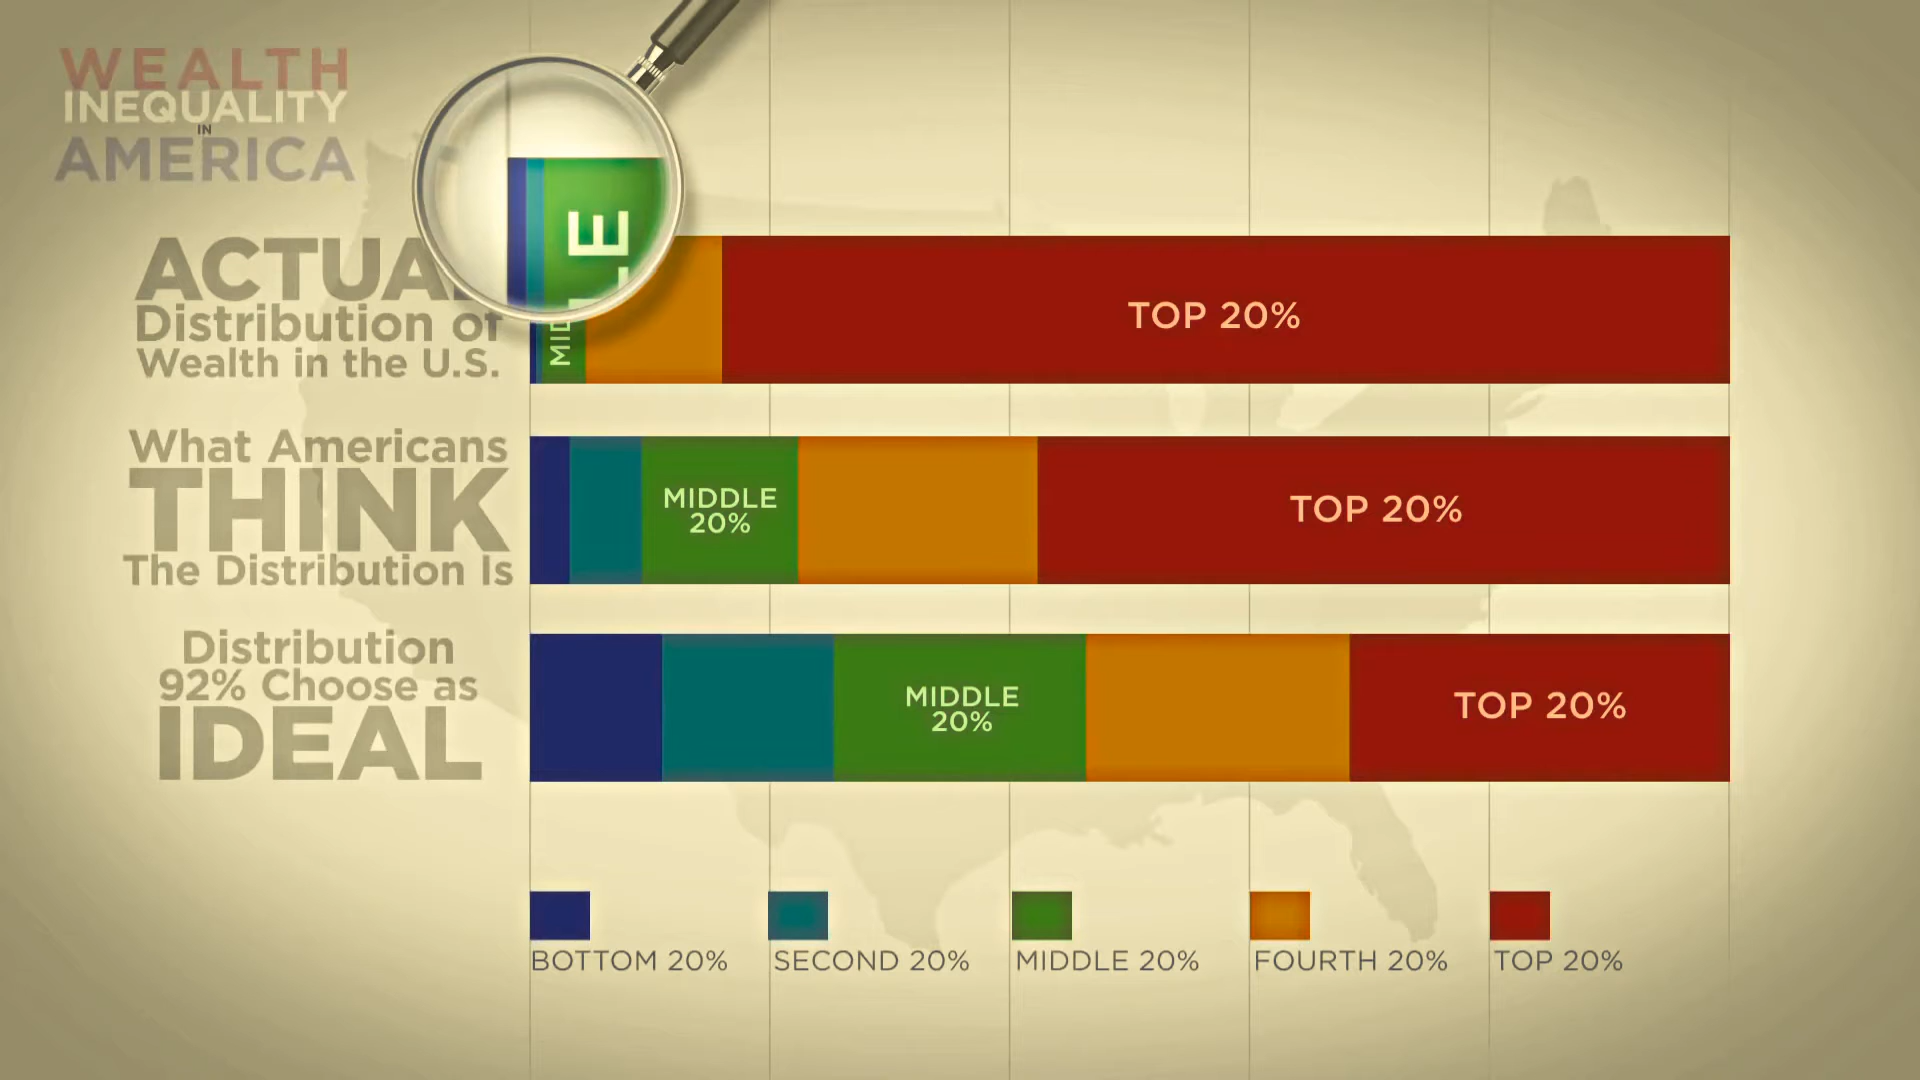 WEALTH
INEQUALITY
IN
AMERICA
ACTUA
Distribution of
Wealth in the U.S.
TOP 20%
What Americans
THINK
The Distribution Is
MIDDLE
20%
TOP 20%
Distribution
92% Choose as
IDEAL
MIDDLE
20%
TOP 20%
BOTTOM 20%
SECOND 20%
MIDDLE 20%
FOURTH 20%
TOP 20%